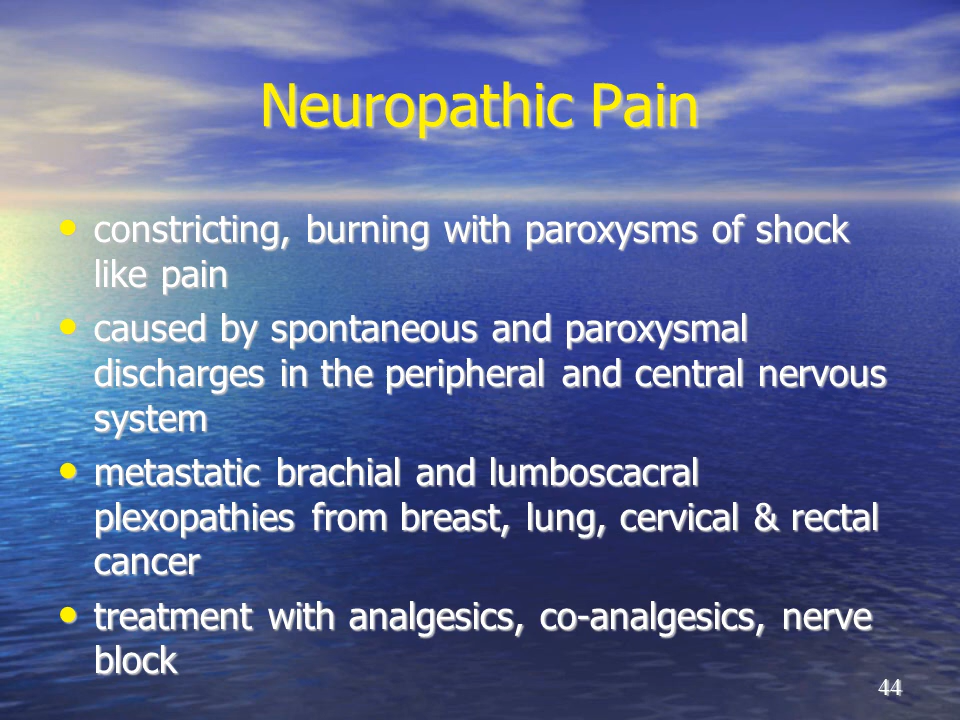 Neuropathic Pain
• constricting, burning with paroxysms of shock
like pain
• caused by spontaneous and paroxysmal
discharges in the peripheral and central nervous
system
• metastatic brachial and lumboscacral
plexopathies from breast, lung, cervical & rectal
cancer
• treatment with analgesics, co-analgesics, nerve
block
44